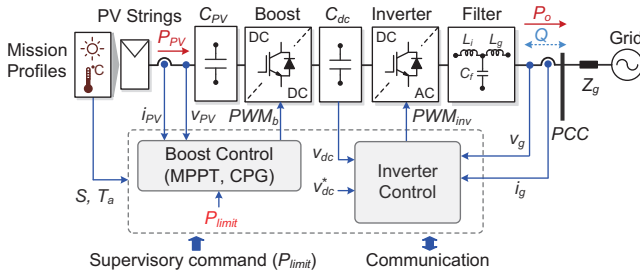 C_PV Boost C_dc Inverter Filter P_o
Mission Profiles
°C
PV Strings
P_PV
DC
DC
DC
AC
L_i L_g
C_f
Q
Grid
Z_g
PCC
i_PV v_PV PWM_b PWM_inv
v_g
i_g
Boost Control
(MPPT, CPG)
v_dc
v*_dc
Inverter
Control
S, T_a
P_limit
Supervisory command (P_limit) Communication